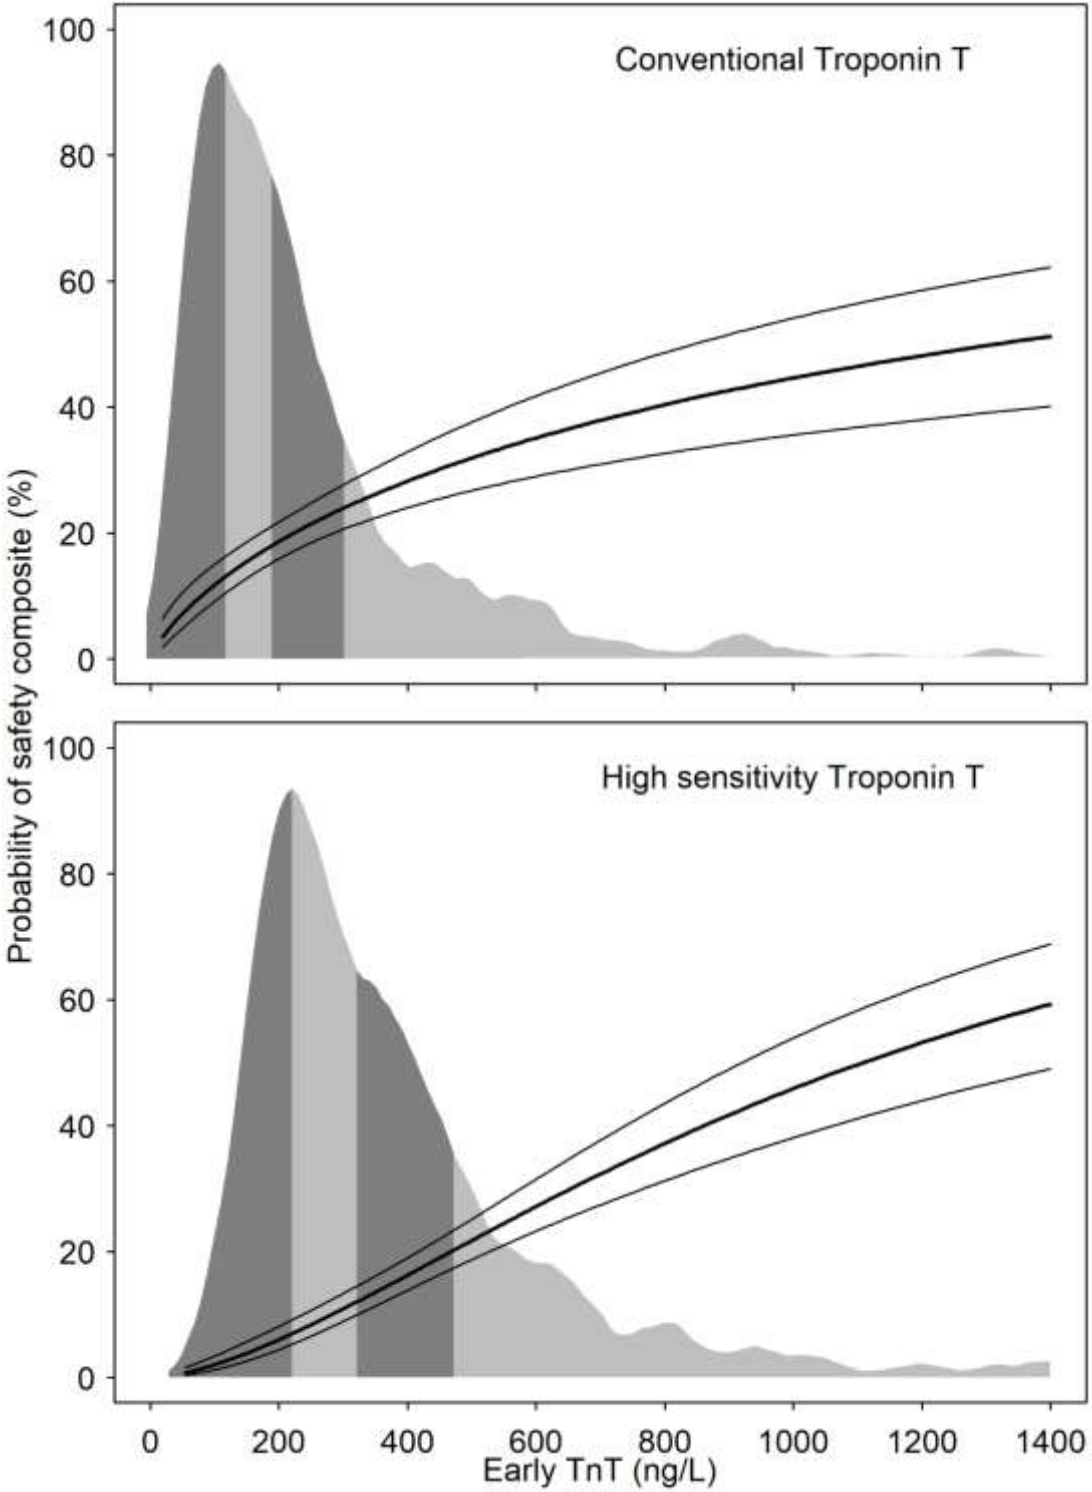 Probability of safety composite (%)
Conventional Troponin T
100
80
60
40
20
0
High sensitivity Troponin T
100
80
60
40
20
0
0 200 400 600 800 1000 1200 1400
Early TnT (ng/L)